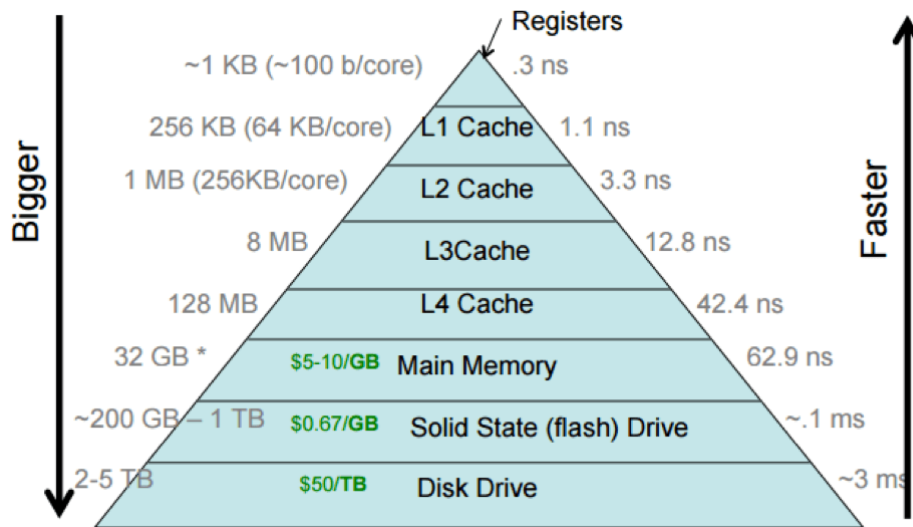 Registers
~1 KB (~100 b/core) .3 ns
256 KB (64 KB/core) L1 Cache 1.1 ns
1 MB (256KB/core) L2 Cache 3.3 ns
8 MB L3Cache 12.8 ns
128 MB L4 Cache 42.4 ns
32 GB * $5-10/GB Main Memory 62.9 ns
~200 GB – 1 TB $0.67/GB Solid State (flash) Drive ~.1 ms
2-5 TB $50/TB Disk Drive ~3 ms
Bigger
Faster